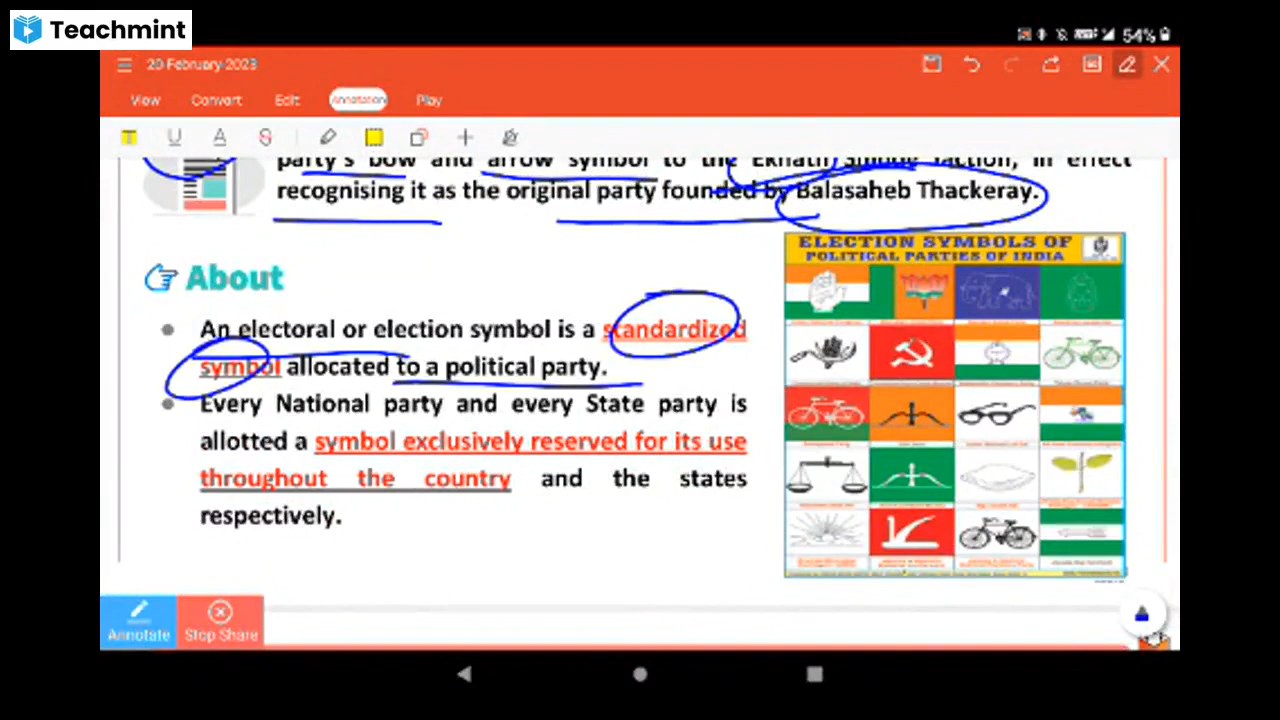 Teachmint
54%
20-February-2023
View Convert Edit Annotation Play
party's bow and arrow symbol to the Eknath Shinde faction, in effect
recognising it as the original party founded by Balasaheb Thackeray.
ELECTION SYMBOLS OF
POLITICAL PARTIES OF INDIA
About
An electoral or election symbol is a standardized
symbol allocated to a political party.
Every National party and every State party is
allotted a symbol exclusively reserved for its use
throughout the country and the states
respectively.
Annotate Stop Share